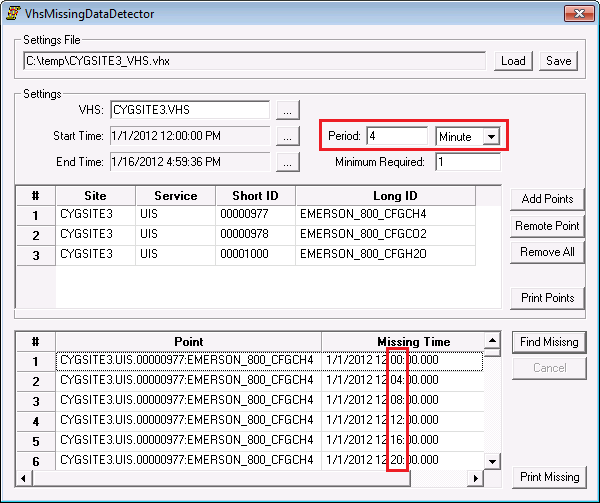 VhsMissingDataDetector
Settings File
C:\temp\CYGSITE3_VHS.vhx
Load
Save
Settings
VHS: CYGSITE3.VHS ...
Start Time: 1/1/2012 12:00:00 PM ... Period: 4 Minute
End Time: 1/16/2012 4:59:36 PM ... Minimum Required: 1
# Site Service Short ID Long ID
1 CYGSITE3 UIS 00000977 EMERSON_800_CFGCH4
2 CYGSITE3 UIS 00000978 EMERSON_800_CFGCO2
3 CYGSITE3 UIS 00001000 EMERSON_800_CFGH2O
Add Points
Remote Point
Remove All
Print Points
# Point Missing Time
1 CYGSITE3.UIS.00000977:EMERSON_800_CFGCH4 1/1/2012 12:00:00.000
2 CYGSITE3.UIS.00000977:EMERSON_800_CFGCH4 1/1/2012 12:04:00.000
3 CYGSITE3.UIS.00000977:EMERSON_800_CFGCH4 1/1/2012 12:08:00.000
4 CYGSITE3.UIS.00000977:EMERSON_800_CFGCH4 1/1/2012 12:12:00.000
5 CYGSITE3.UIS.00000977:EMERSON_800_CFGCH4 1/1/2012 12:16:00.000
6 CYGSITE3.UIS.00000977:EMERSON_800_CFGCH4 1/1/2012 12:20:00.000
Find Misisng
Cancel
Print Missing